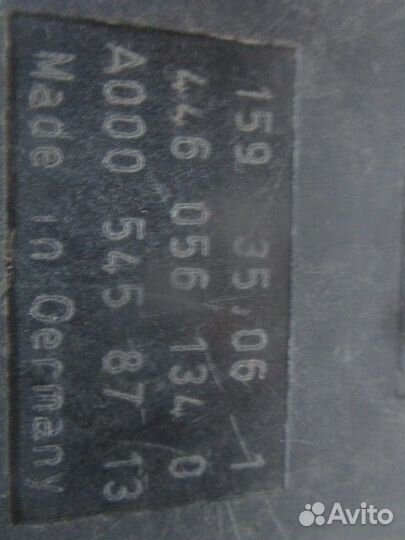 159 35.06 1
446 056 134 0
A000 545 87 13
Made in Germany
Avito